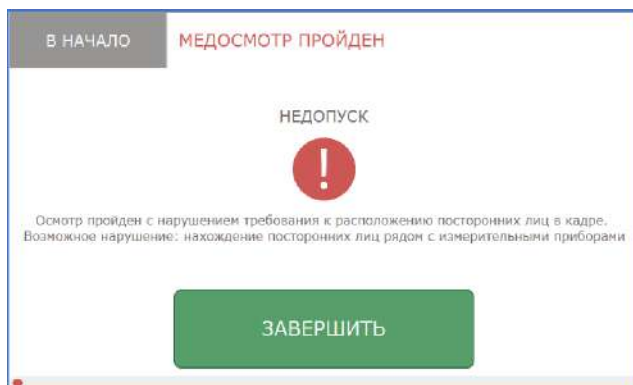 В НАЧАЛО
МЕДОСМОТР ПРОЙДЕН
НЕДОПУСК
!
Осмотр пройден с нарушением требования к расположению посторонних лиц в кадре.
Возможное нарушение: нахождение посторонних лиц рядом с измерительными приборами
ЗАВЕРШИТЬ